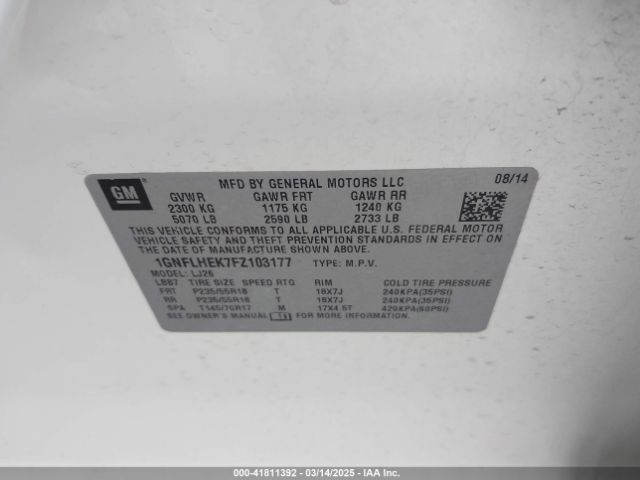 GM
MFD BY GENERAL MOTORS LLC 08/14
GVWR GAWR FRT GAWR RR
2300 KG 1175 KG 1240 KG
5070 LB 2590 LB 2733 LB
THIS VEHICLE CONFORMS TO ALL APPLICABLE U.S. FEDERAL MOTOR
VEHICLE SAFETY AND THEFT PREVENTION STANDARDS IN EFFECT ON
THE DATE OF MANUFACTURE SHOWN ABOVE.
1GNFLHEK7FZ103177 TYPE: M.P.V.
MODEL: LJ26
LBB7 TIRE SIZE SPEED RTG RIM COLD TIRE PRESSURE
FRT P235/55R18 T 18X7J 240KPA(35PSI)
RR P235/55R18 T 18X7J 240KPA(35PSI)
SPA T145/70R17 M 17X4.5T 420KPA(60PSI)
SEE OWNER'S MANUAL FOR MORE INFORMATION.
000-41811392 | 03/14/2025 — IAA Inc.